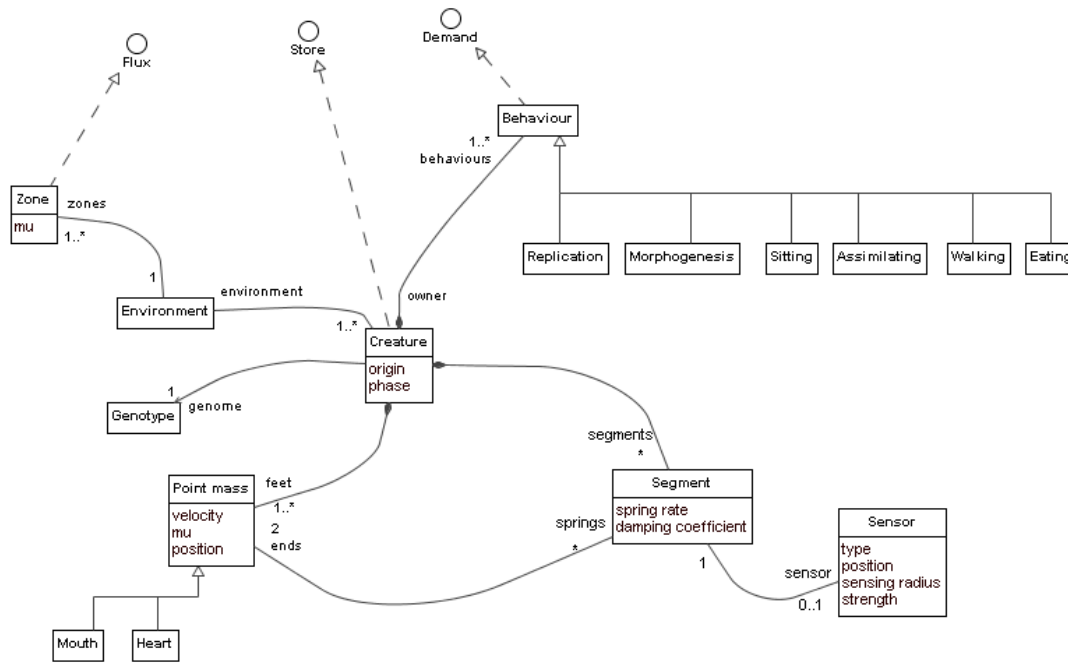 Flux
Store
Demand
Behaviour
1..*
behaviours
Zone
mu
zones
1..*
Replication
Morphogenesis
Sitting
Assimilating
Walking
Eating
1
Environment
environment
1..*
owner
Creature
origin
phase
1
genome
Genotype
segments
*
Point mass
velocity
mu
position
feet
1..*
2
ends
Segment
spring rate
damping coefficient
springs
*
1
sensor
0..1
Sensor
type
position
sensing radius
strength
Mouth
Heart